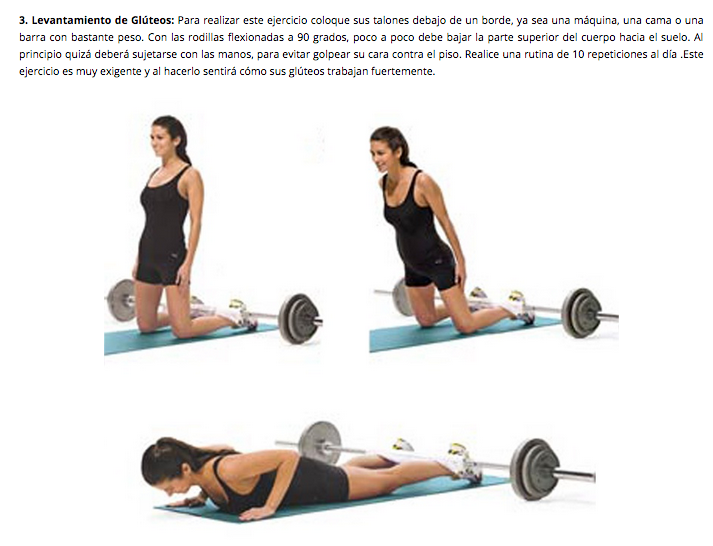 3. Levantamiento de Glúteos: Para realizar este ejercicio coloque sus talones debajo de un borde, ya sea una máquina, una cama o una
barra con bastante peso. Con las rodillas flexionadas a 90 grados, poco a poco debe bajar la parte superior del cuerpo hacia el suelo. Al
principio quizá deberá sujetarse con las manos, para evitar golpear su cara contra el piso. Realice una rutina de 10 repeticiones al día .Este
ejercicio es muy exigente y al hacerlo sentirá cómo sus glúteos trabajan fuertemente.